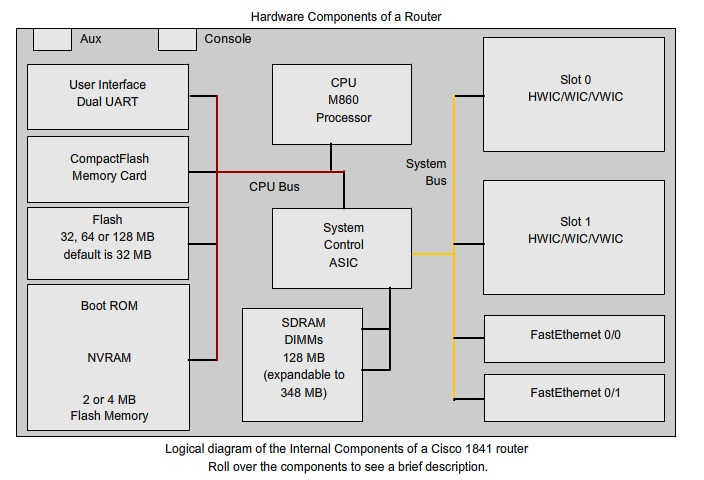 Hardware Components of a Router
Aux
Console
User Interface
Dual UART
CompactFlash
Memory Card
Flash
32, 64 or 128 MB
default is 32 MB
Boot ROM
NVRAM
2 or 4 MB
Flash Memory
CPU
M860
Processor
CPU Bus
System
Control
ASIC
SDRAM
DIMMs
128 MB
(expandable to
348 MB)
System
Bus
Slot 0
HWIC/WIC/VWIC
Slot 1
HWIC/WIC/VWIC
FastEthernet 0/0
FastEthernet 0/1
Logical diagram of the Internal Components of a Cisco 1841 router
Roll over the components to see a brief description.